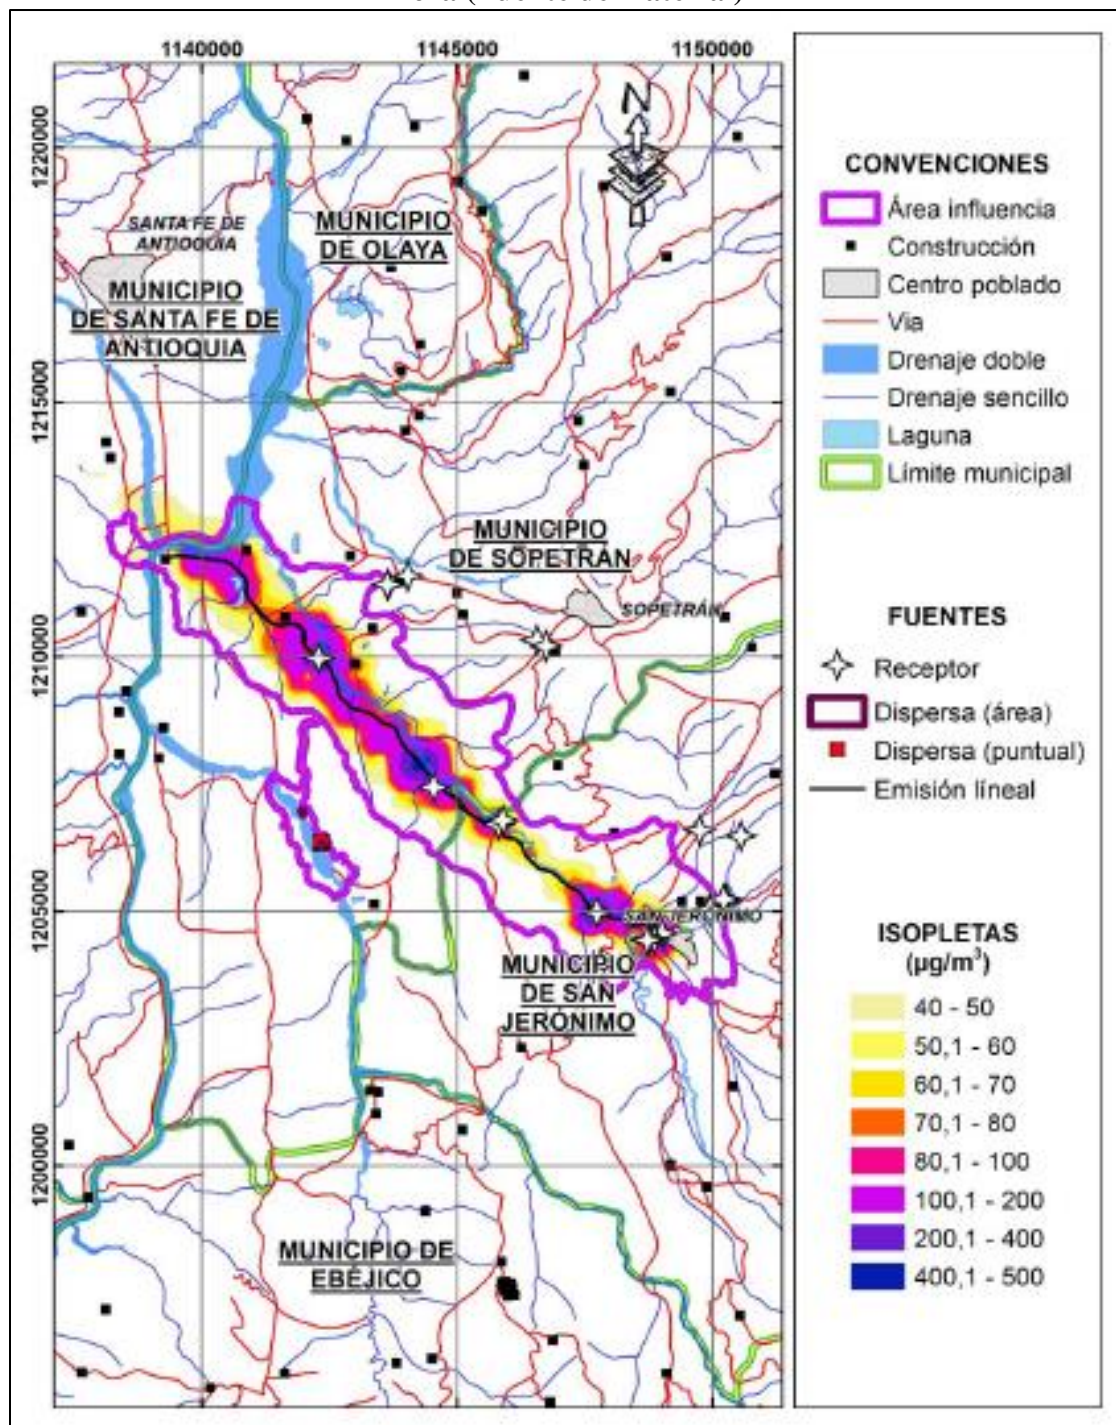 1140000 1145000 1150000
1220000
1215000
1210000
1205000
1200000
N
SANTA FE DE
ANTIOQUIA
MUNICIPIO
DE OLAYA
MUNICIPIO
DE SANTA FE DE
ANTIOQUIA
MUNICIPIO
DE SOPETRÁN
SOPETRÁN
SAN JERÓNIMO
MUNICIPIO
DE SAN
JERÓNIMO
MUNICIPIO DE
EBÉJICO
CONVENCIONES
Área influencia
Construcción
Centro poblado
Via
Drenaje doble
Drenaje sencillo
Laguna
Límite municipal
FUENTES
Receptor
Dispersa (área)
Dispersa (puntual)
Emisión líneal
ISOPLETAS
(µg/m³)
40 - 50
50,1 - 60
60,1 - 70
70,1 - 80
80,1 - 100
100,1 - 200
200,1 - 400
400,1 - 500